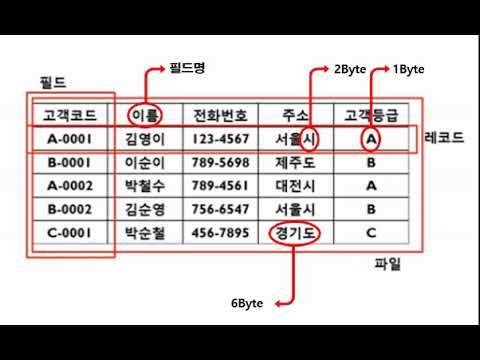 필드명
2Byte
1Byte
필드
고객코드 이름 전화번호 주소 고객등급
A-0001 김영이 123-4567 서울시 A
레코드
B-0001 이순이 789-5698 제주도 B
A-0002 박철수 789-4561 대전시 A
B-0002 김순영 756-6547 서울시 B
C-0001 박순철 456-7895 경기도 C
파일
6Byte